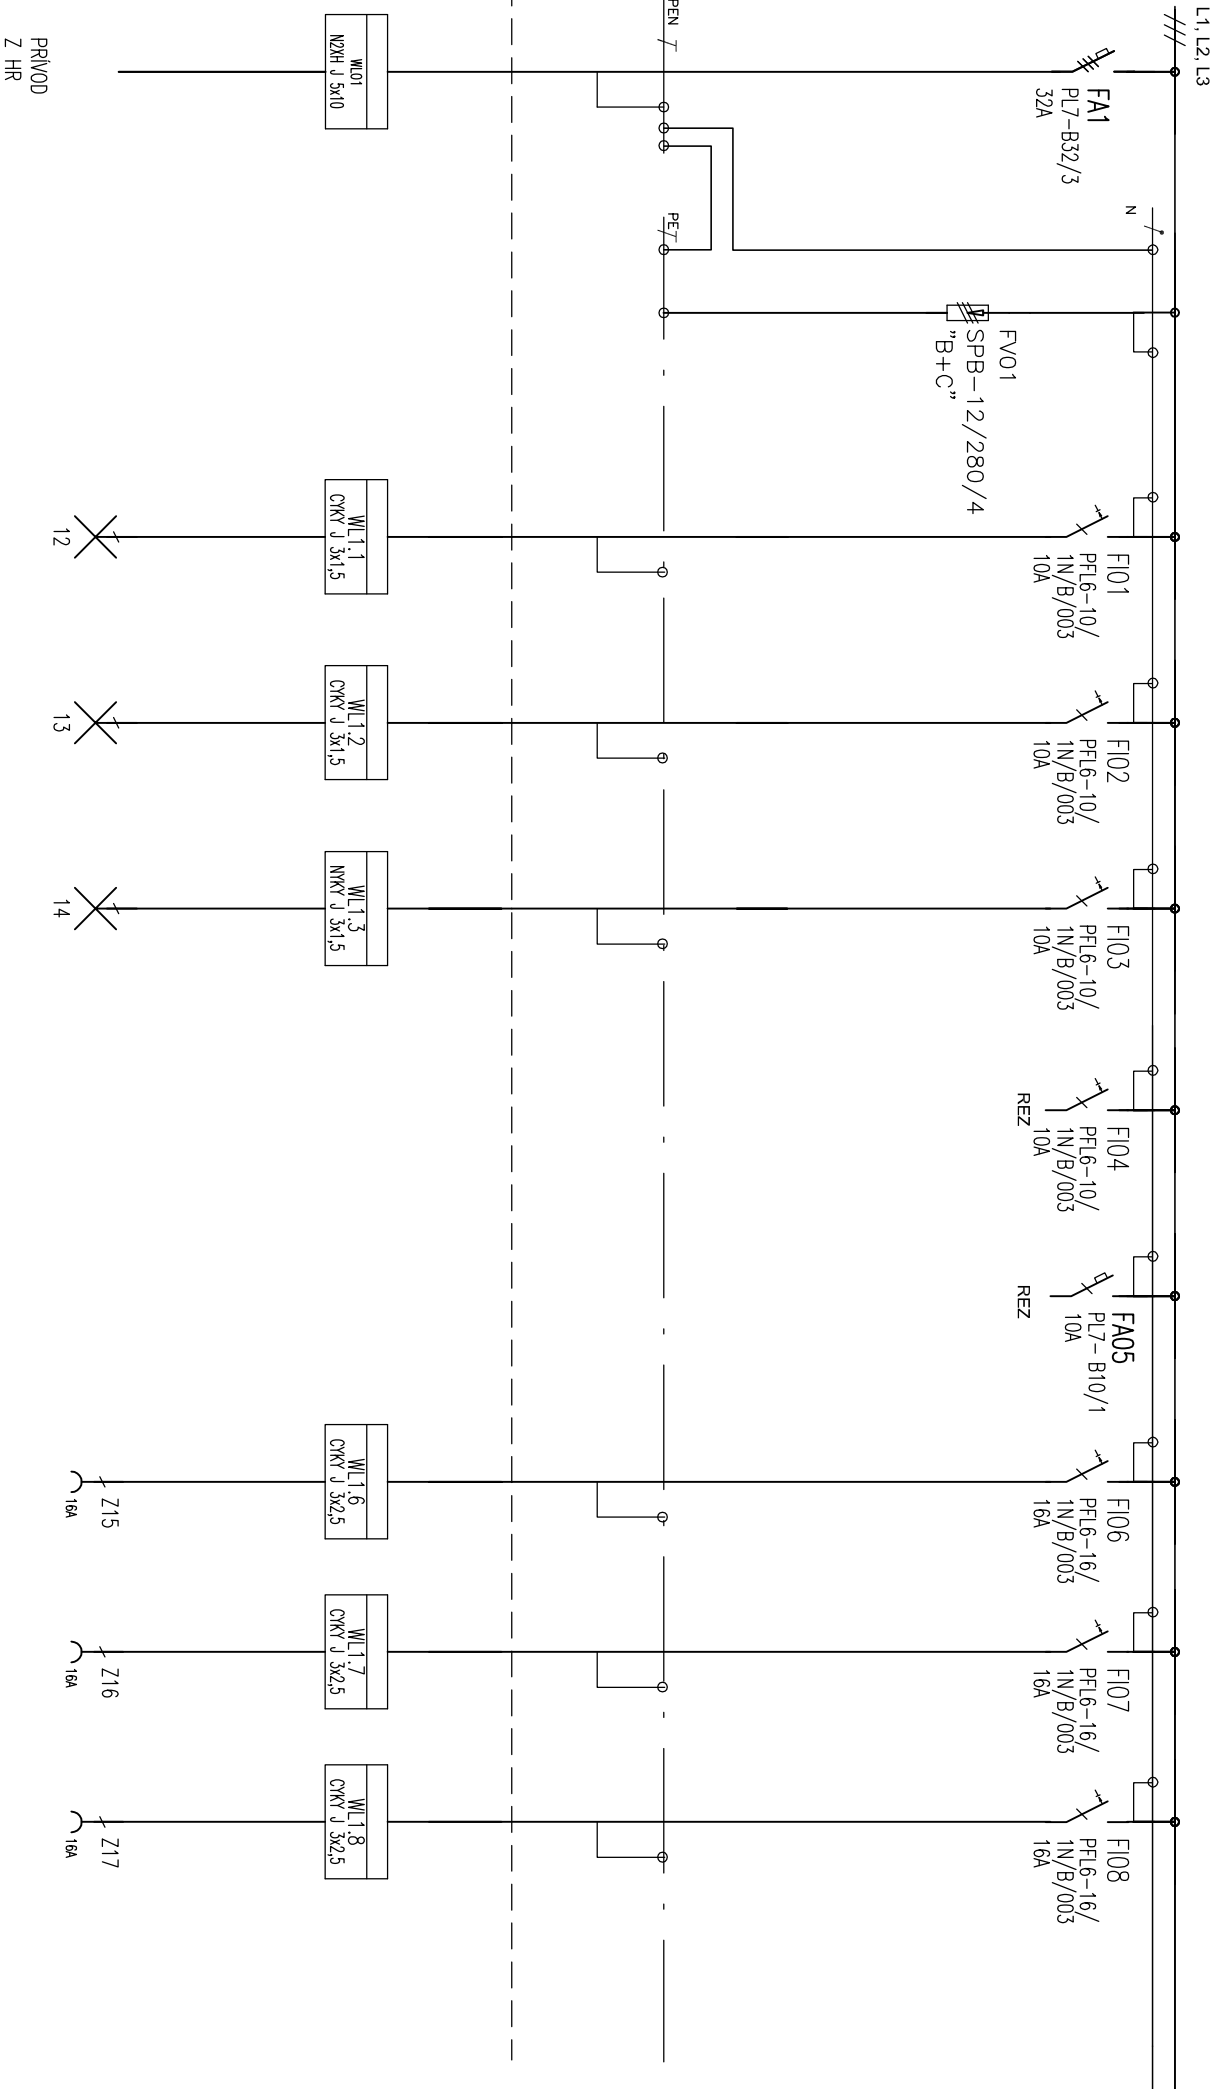 L1, L2, L3
FA1
PL7-B32/3
32A
PEN
WL01
N2XH J 5x10
PRÍVOD
Z HR
N
PE
FV01
SPB-12/280/4
"B+C"
FI01
PFL6-10/
1N/B/003
10A
WL1.1
CYKY J 3x1,5
12
FI02
PFL6-10/
1N/B/003
10A
WL1.2
CYKY J 3x1,5
13
FI03
PFL6-10/
1N/B/003
10A
WL1.3
NYKY J 3x1,5
14
FI04
PFL6-10/
1N/B/003
10A
REZ
FA05
PL7- B10/1
10A
REZ
FI06
PFL6-16/
1N/B/003
16A
WL1.6
CYKY J 3x2,5
Z15
16A
FI07
PFL6-16/
1N/B/003
16A
WL1.7
CYKY J 3x2,5
Z16
16A
FI08
PFL6-16/
1N/B/003
16A
WL1.8
CYKY J 3x2,5
Z17
16A